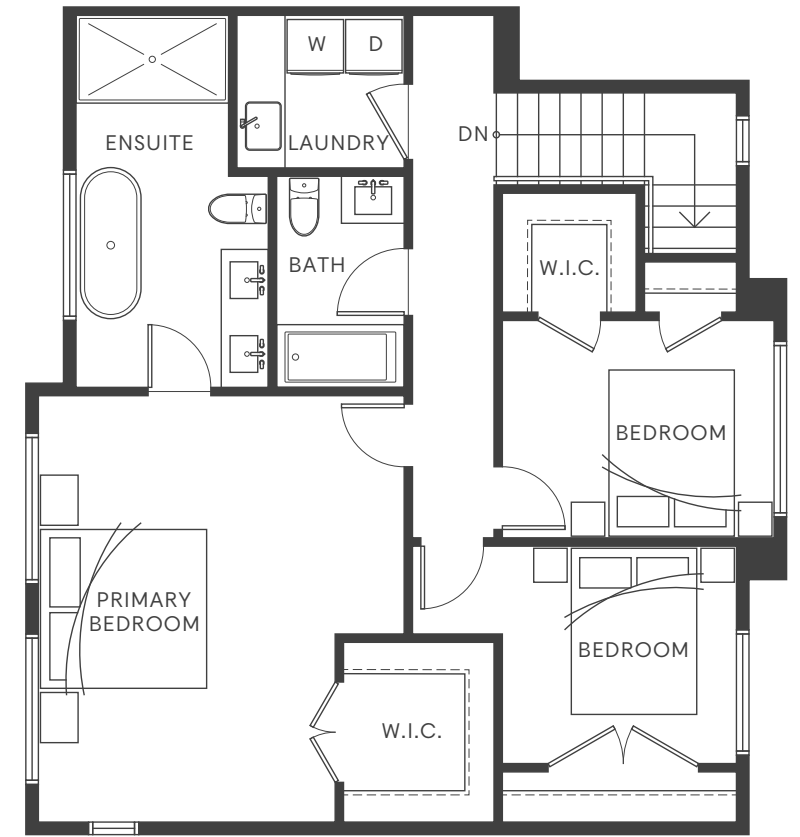 W D
ENSUITE
LAUNDRY
DN
BATH
W.I.C.
BEDROOM
PRIMARY
BEDROOM
BEDROOM
W.I.C.